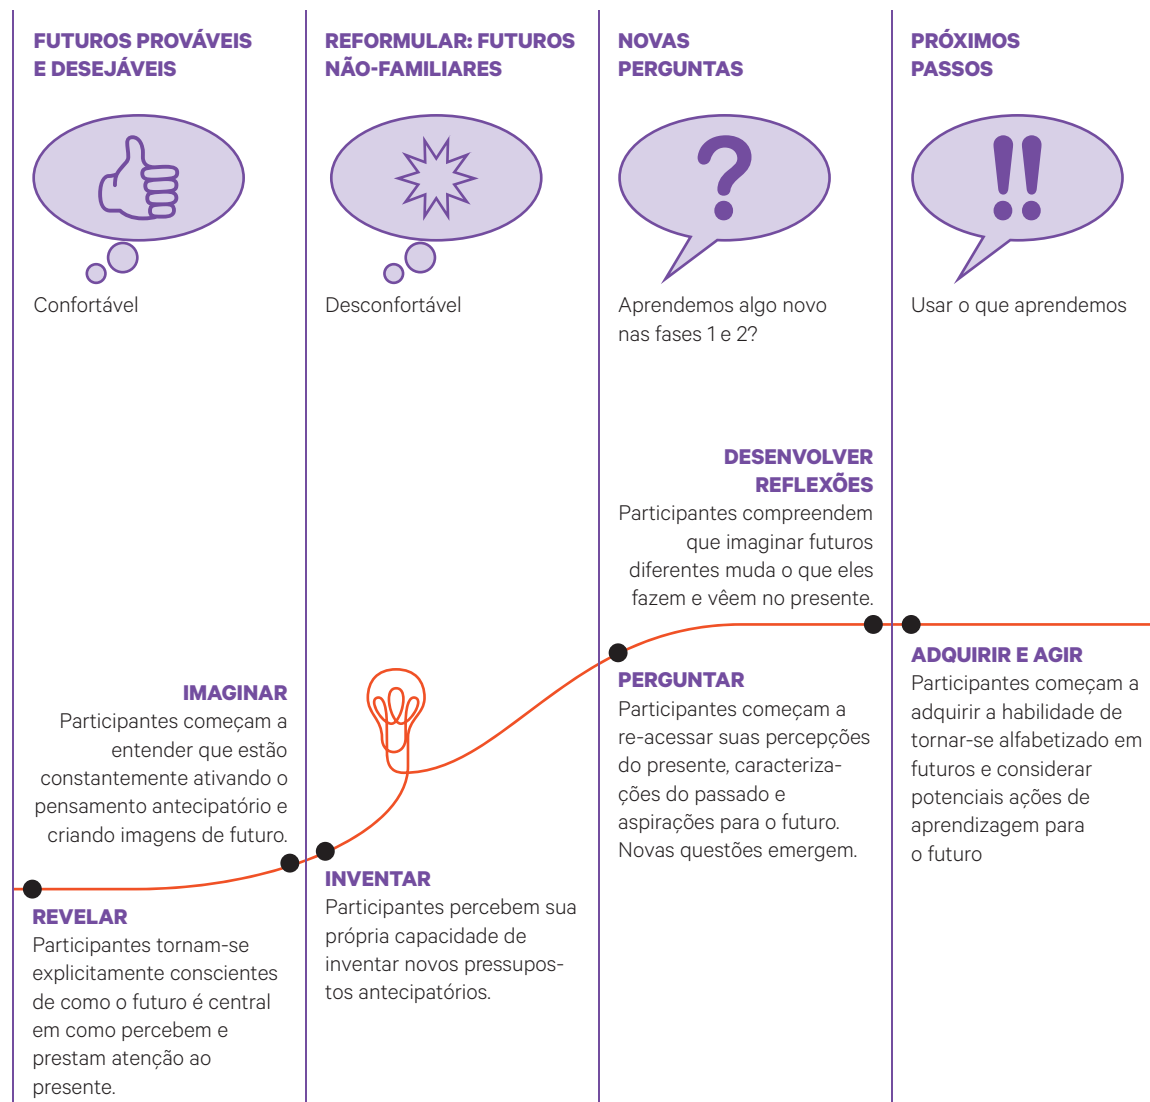 FUTUROS PROVÁVEIS
E DESEJÁVEIS
Confortável
IMAGINAR
Participantes começam a
entender que estão
constantemente ativando o
pensamento antecipatório e
criando imagens de futuro.
REVELAR
Participantes tornam-se
explicitamente conscientes
de como o futuro é central
em como percebem e
prestam atenção ao
presente.
REFORMULAR: FUTUROS
NÃO-FAMILIARES
Desconfortável
INVENTAR
Participantes percebem sua
própria capacidade de
inventar novos pressupos-
tos antecipatórios.
NOVAS
PERGUNTAS
?
Aprendemos algo novo
nas fases 1 e 2?
DESENVOLVER
REFLEXÕES
Participantes compreendem
que imaginar futuros
diferentes muda o que eles
fazem e vêem no presente.
PERGUNTAR
Participantes começam a
re-acessar suas percepções
do presente, caracteriza-
ções do passado e
aspirações para o futuro.
Novas questões emergem.
PRÓXIMOS
PASSOS
!!
Usar o que aprendemos
ADQUIRIR E AGIR
Participantes começam a
adquirir a habilidade de
tornar-se alfabetizado em
futuros e considerar
potenciais ações de
aprendizagem para
o futuro